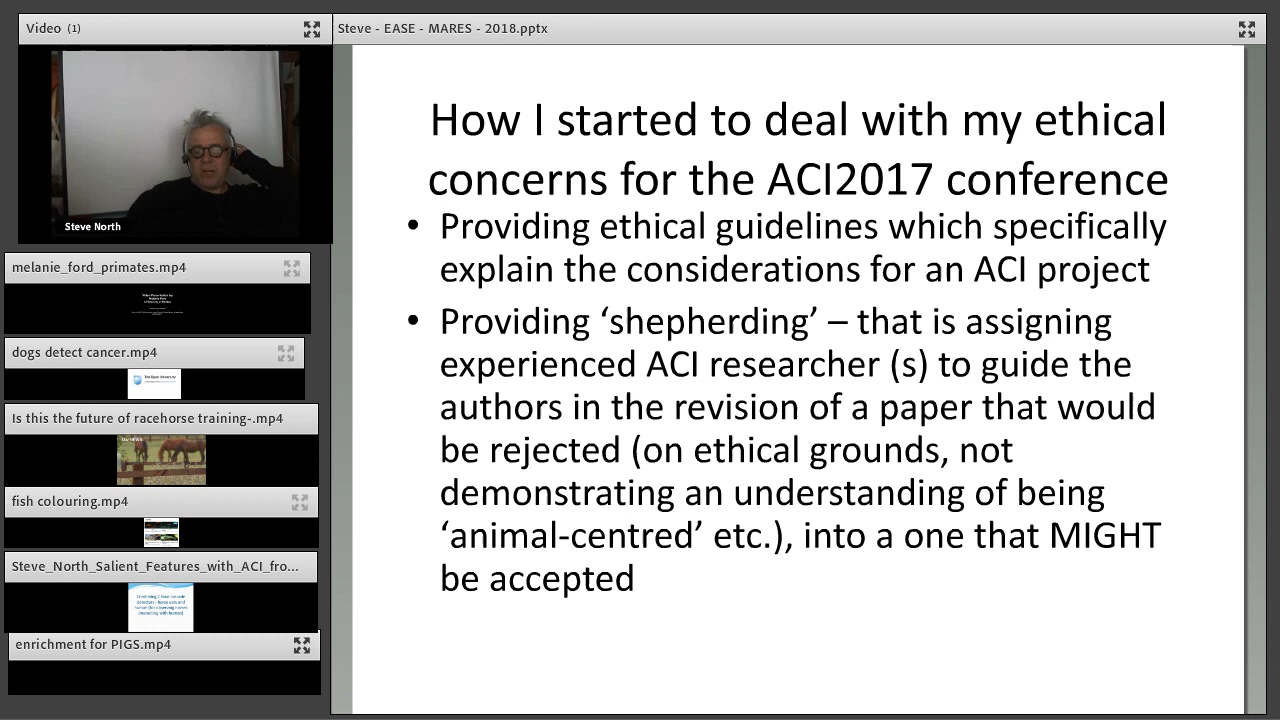 Video (1)
Steve North
melanie_ford_primates.mp4
dogs detect cancer.mp4
The Open University
Is this the future of racehorse training-.mp4
fish colouring.mp4
Steve_North_Salient_Features_with_ACI_fro...
enrichment for PIGS.mp4
Steve - EASE - MARES - 2018.pptx
How I started to deal with my ethical
concerns for the ACI2017 conference
• Providing ethical guidelines which specifically
explain the considerations for an ACI project
• Providing ‘shepherding’ – that is assigning
experienced ACI researcher (s) to guide the
authors in the revision of a paper that would
be rejected (on ethical grounds, not
demonstrating an understanding of being
‘animal-centred’ etc.), into a one that MIGHT
be accepted